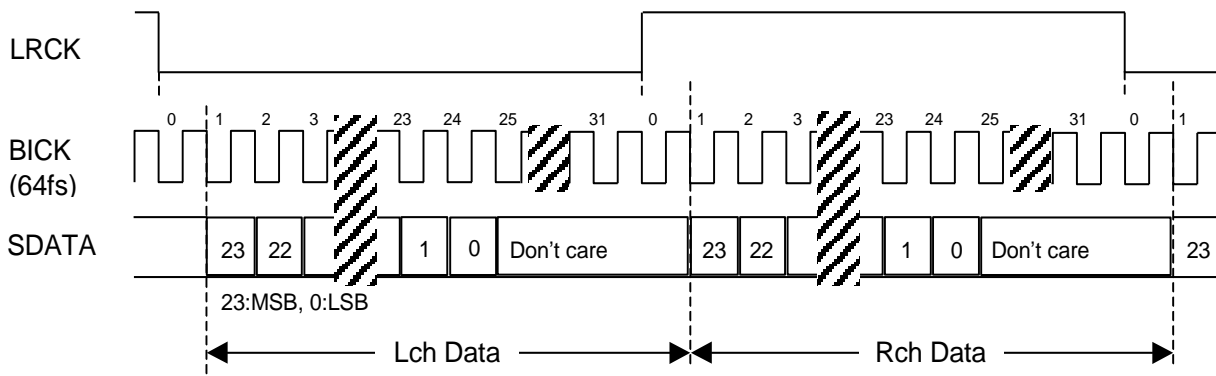 LRCK
0 1 2 3 23 24 25 31 0 1 2 3 23 24 25 31 0 1
BICK
(64fs)
SDATA 23 22 1 0 Don't care 23 22 1 0 Don't care 23
23:MSB, 0:LSB
Lch Data Rch Data